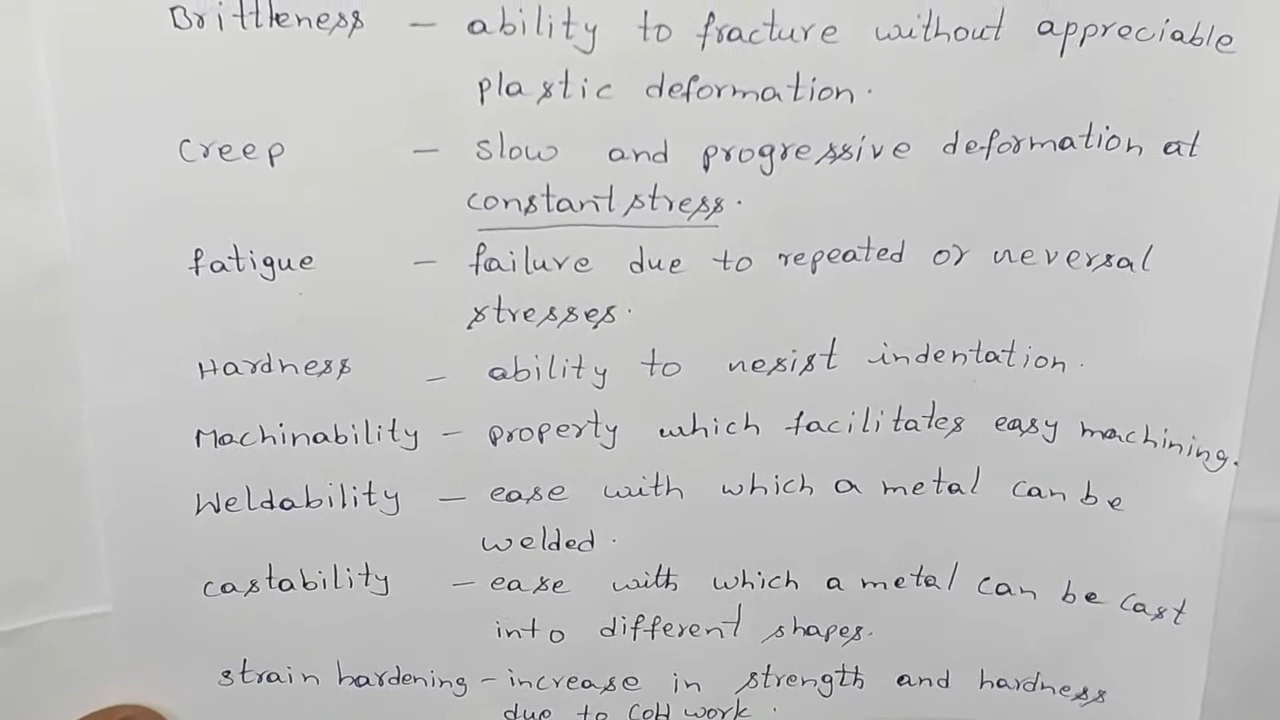 Brittleness – ability to fracture without appreciable
plastic deformation.
Creep – slow and progressive deformation at
constant stress.
fatigue – failure due to repeated or reversal
stresses.
Hardness – ability to resist indentation.
Machinability – property which facilitates easy machining.
Weldability – ease with which a metal can be
welded.
castability – ease with which a metal can be cast
into different shapes.
strain hardening – increase in strength and hardness
due to cold work.